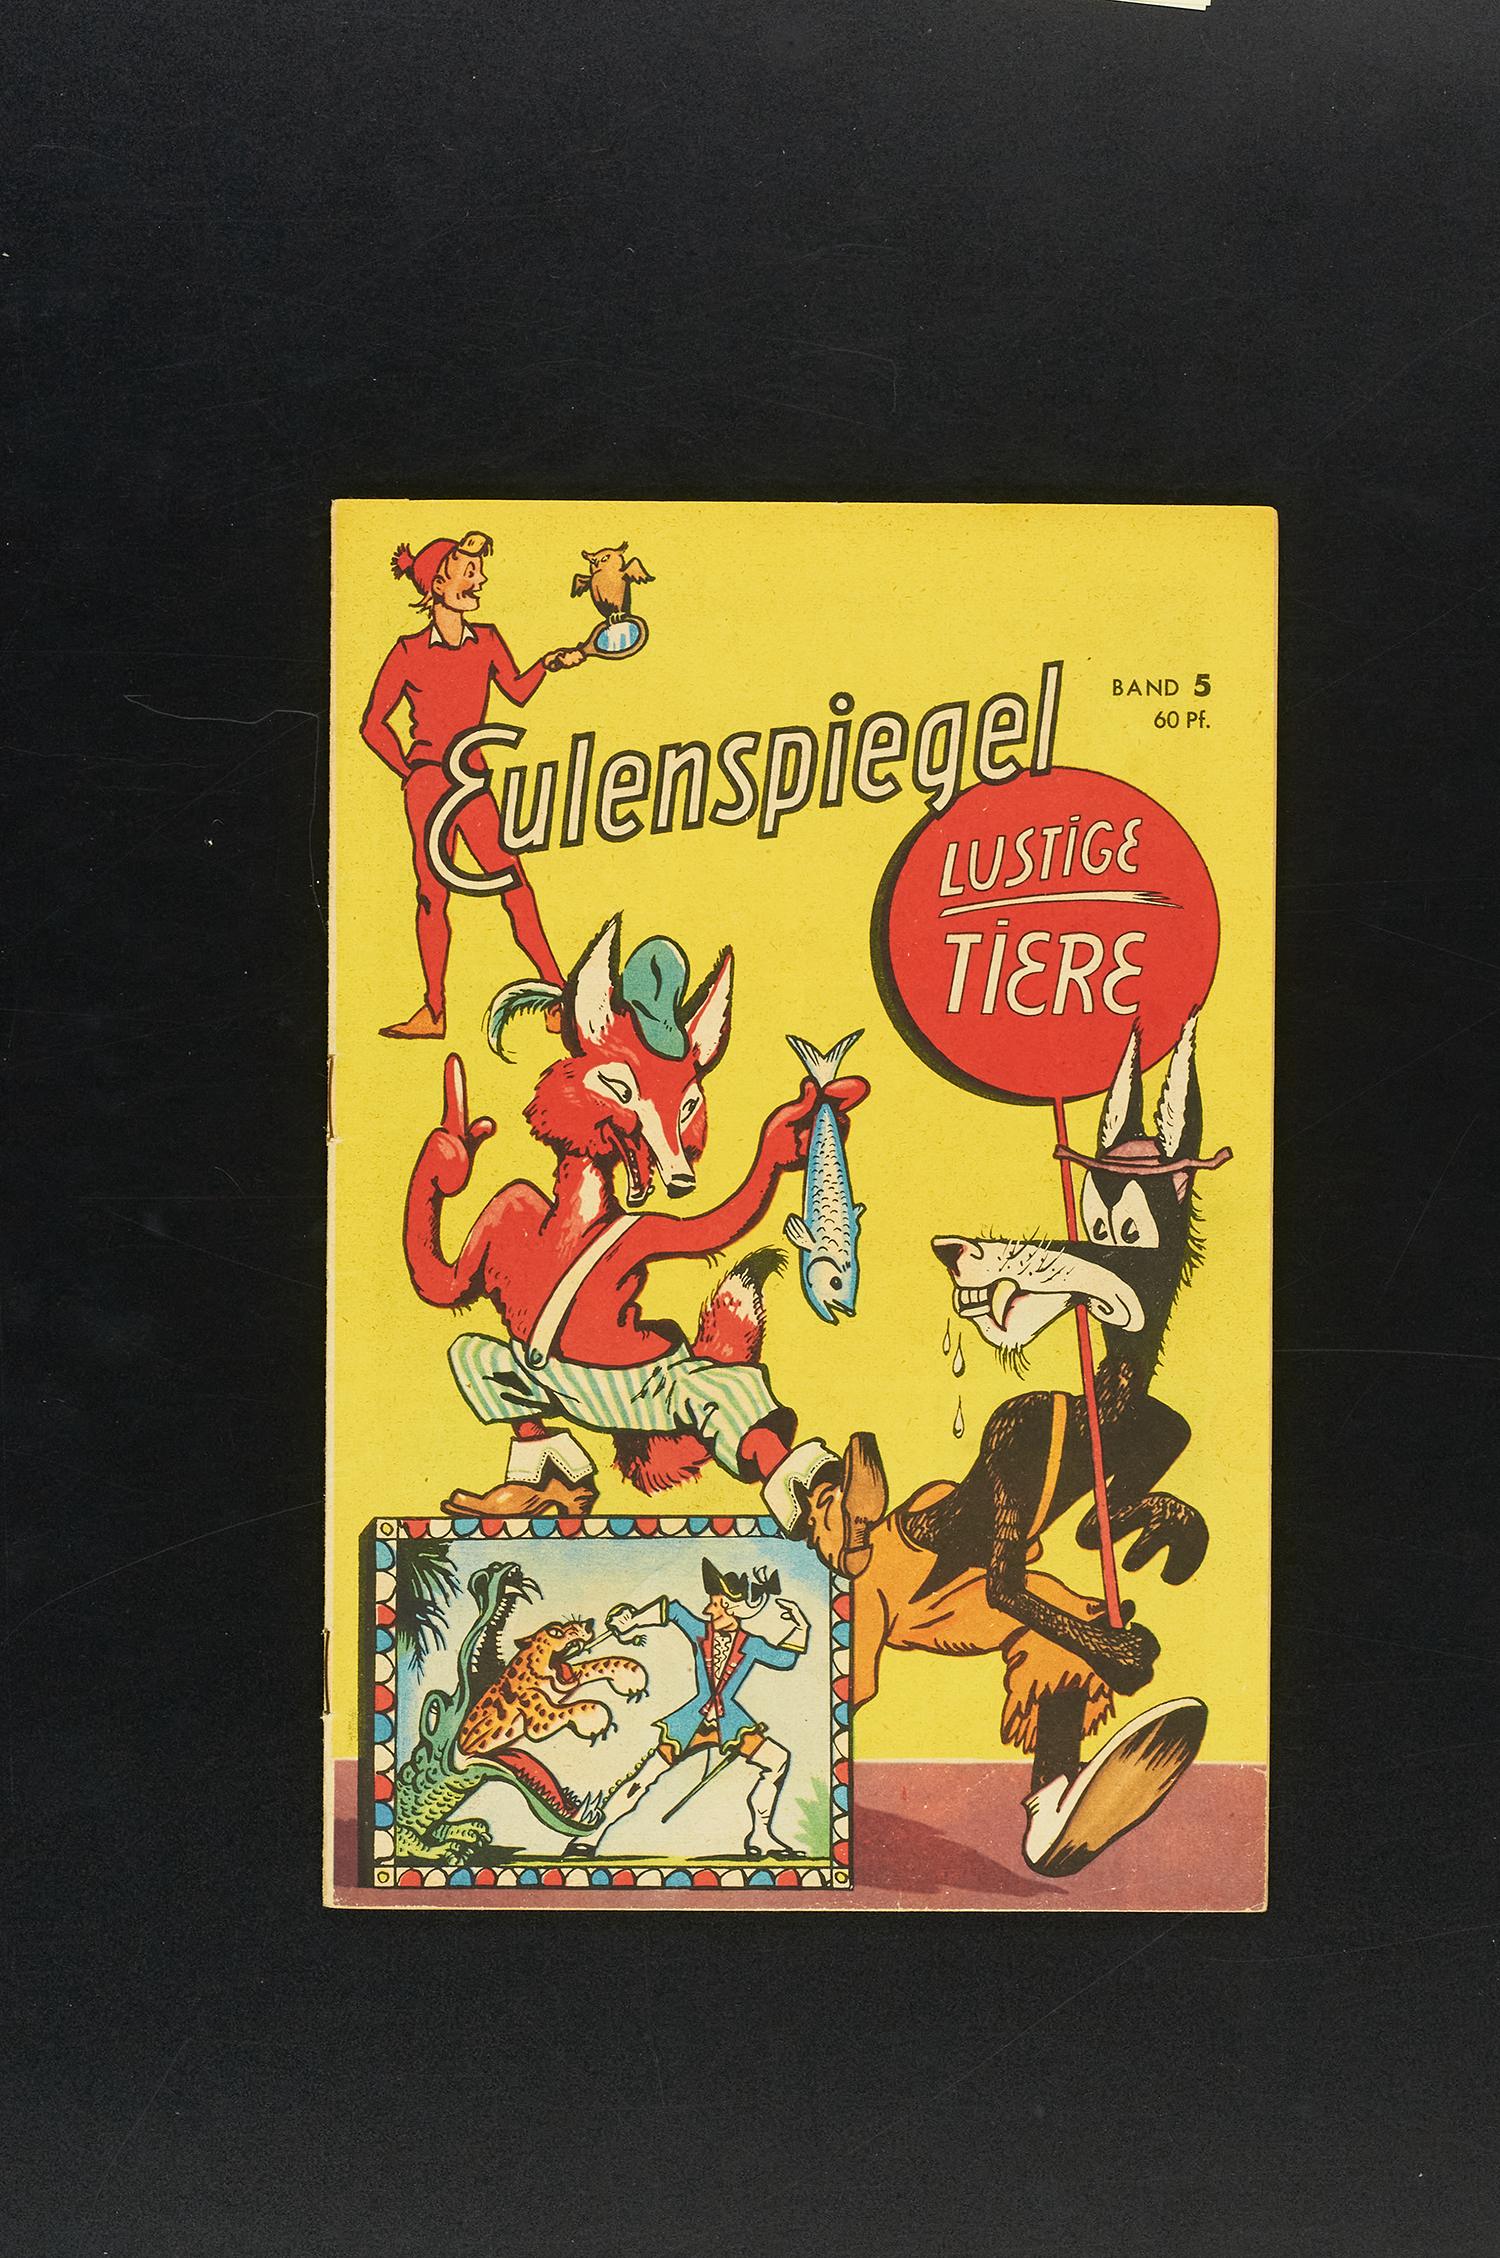 BAND 5
60 Pf.
Eulenspiegel
LUSTIGE
TIERE